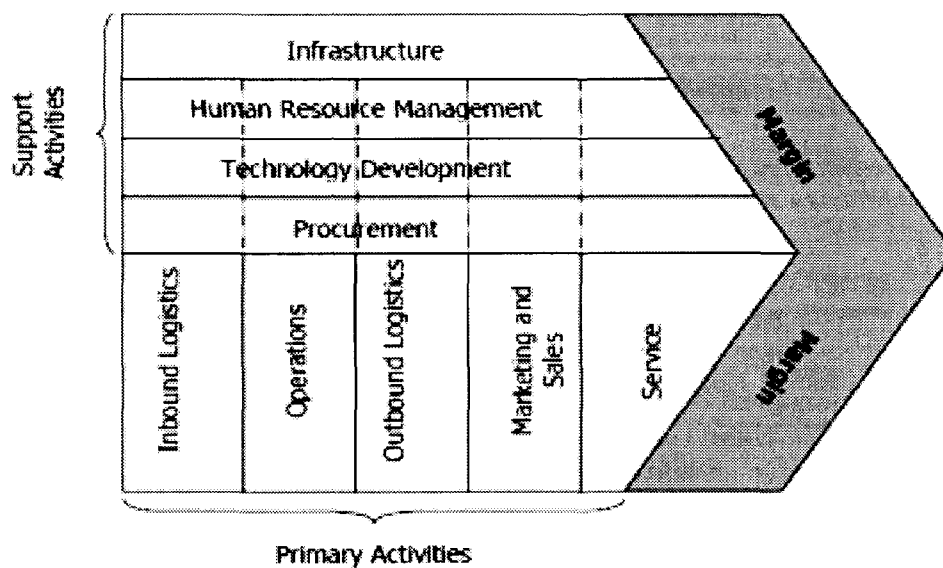 Support
Activities
Infrastructure
Human Resource Management
Technology Development
Procurement
Margin
Inbound Logistics
Operations
Outbound Logistics
Marketing and
Sales
Service
Margin
Primary Activities